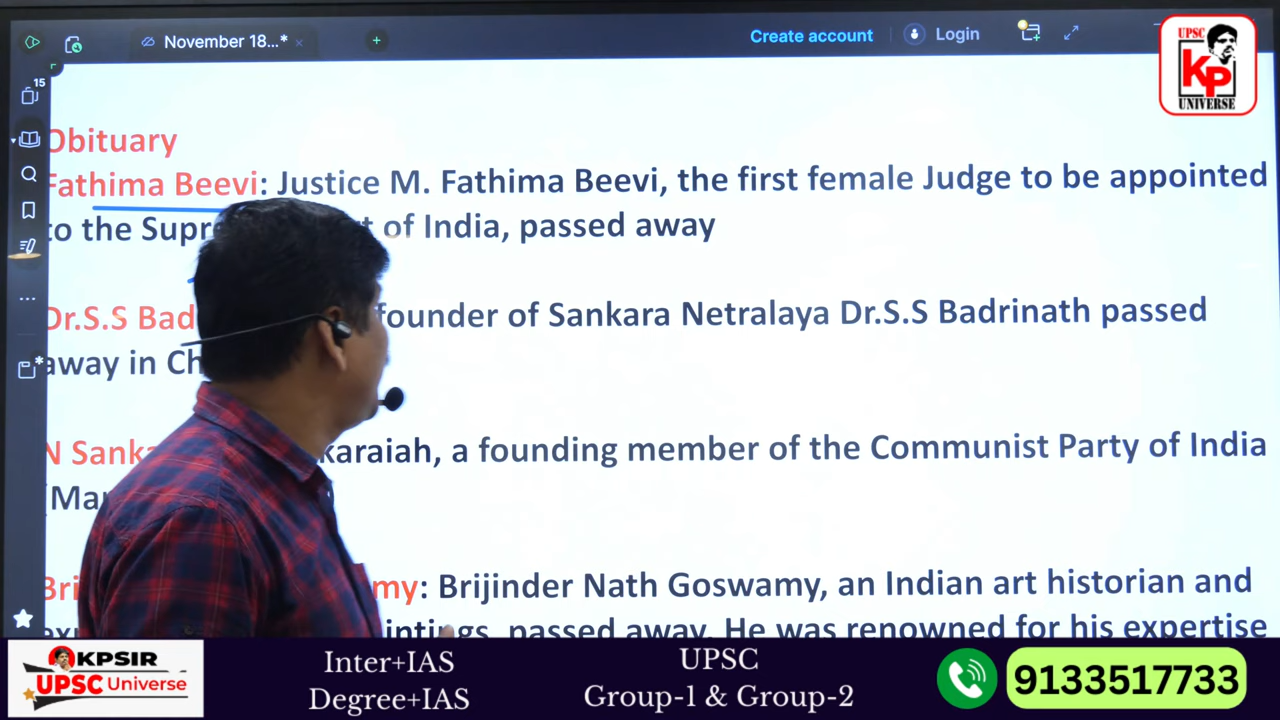 November 18...*
Create account
Login
UPSC
KP
UNIVERSE
15
Obituary
Fathima Beevi: Justice M. Fathima Beevi, the first female Judge to be appointed
to the Supr t of India, passed away
Dr.S.S Bad founder of Sankara Netralaya Dr.S.S Badrinath passed
away in Ch
N Sanka karaiah, a founding member of the Communist Party of India
(Mar
Bri my: Brijinder Nath Goswamy, an Indian art historian and
intings, passed away. He was renowned for his expertise
KPSIR
UPSC Universe
Inter+IAS
Degree+IAS
UPSC
Group-1 & Group-2
9133517733